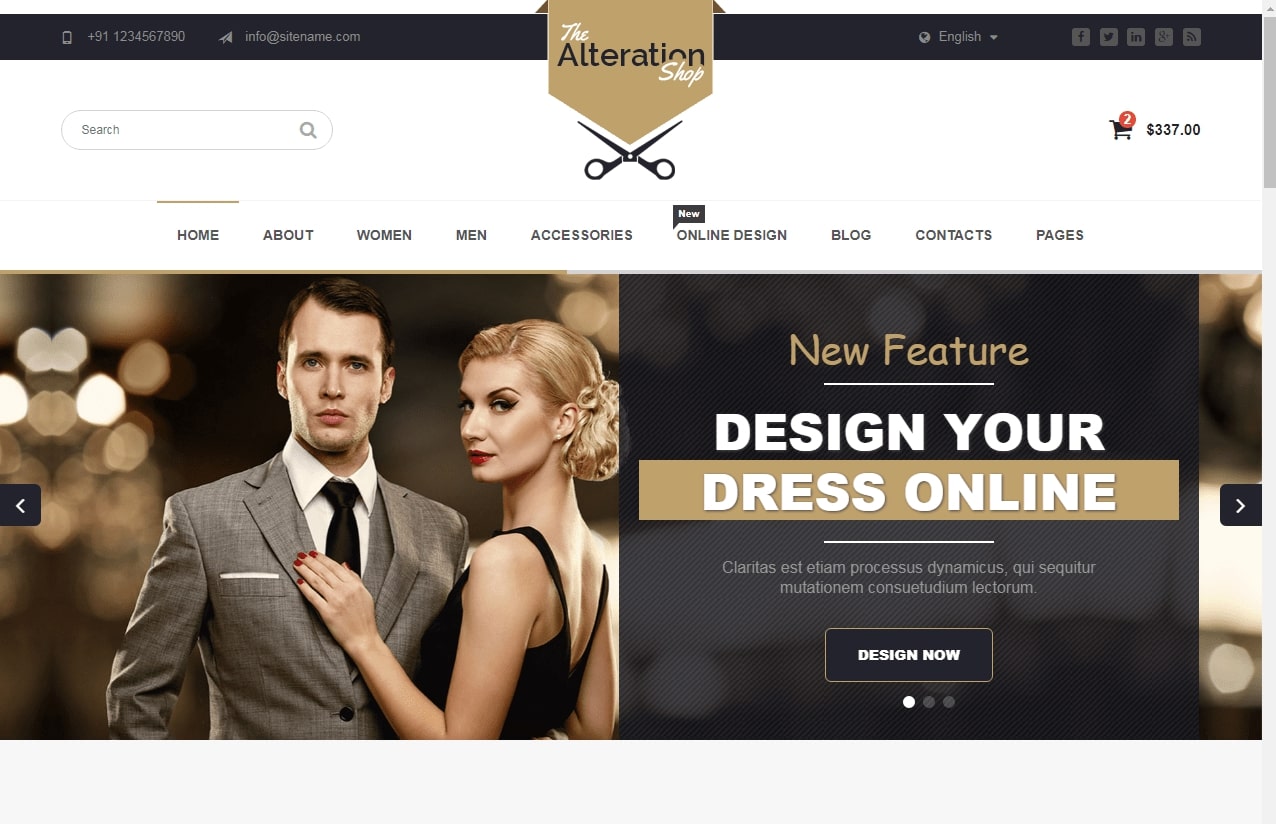 +91 1234567890
info@sitename.com
The
Alteration
Shop
English
Search
2
$337.00
New
HOME
ABOUT
WOMEN
MEN
ACCESSORIES
ONLINE DESIGN
BLOG
CONTACTS
PAGES
New Feature
DESIGN YOUR
DRESS ONLINE
Claritas est etiam processus dynamicus, qui sequitur
mutationem consuetudium lectorum.
DESIGN NOW